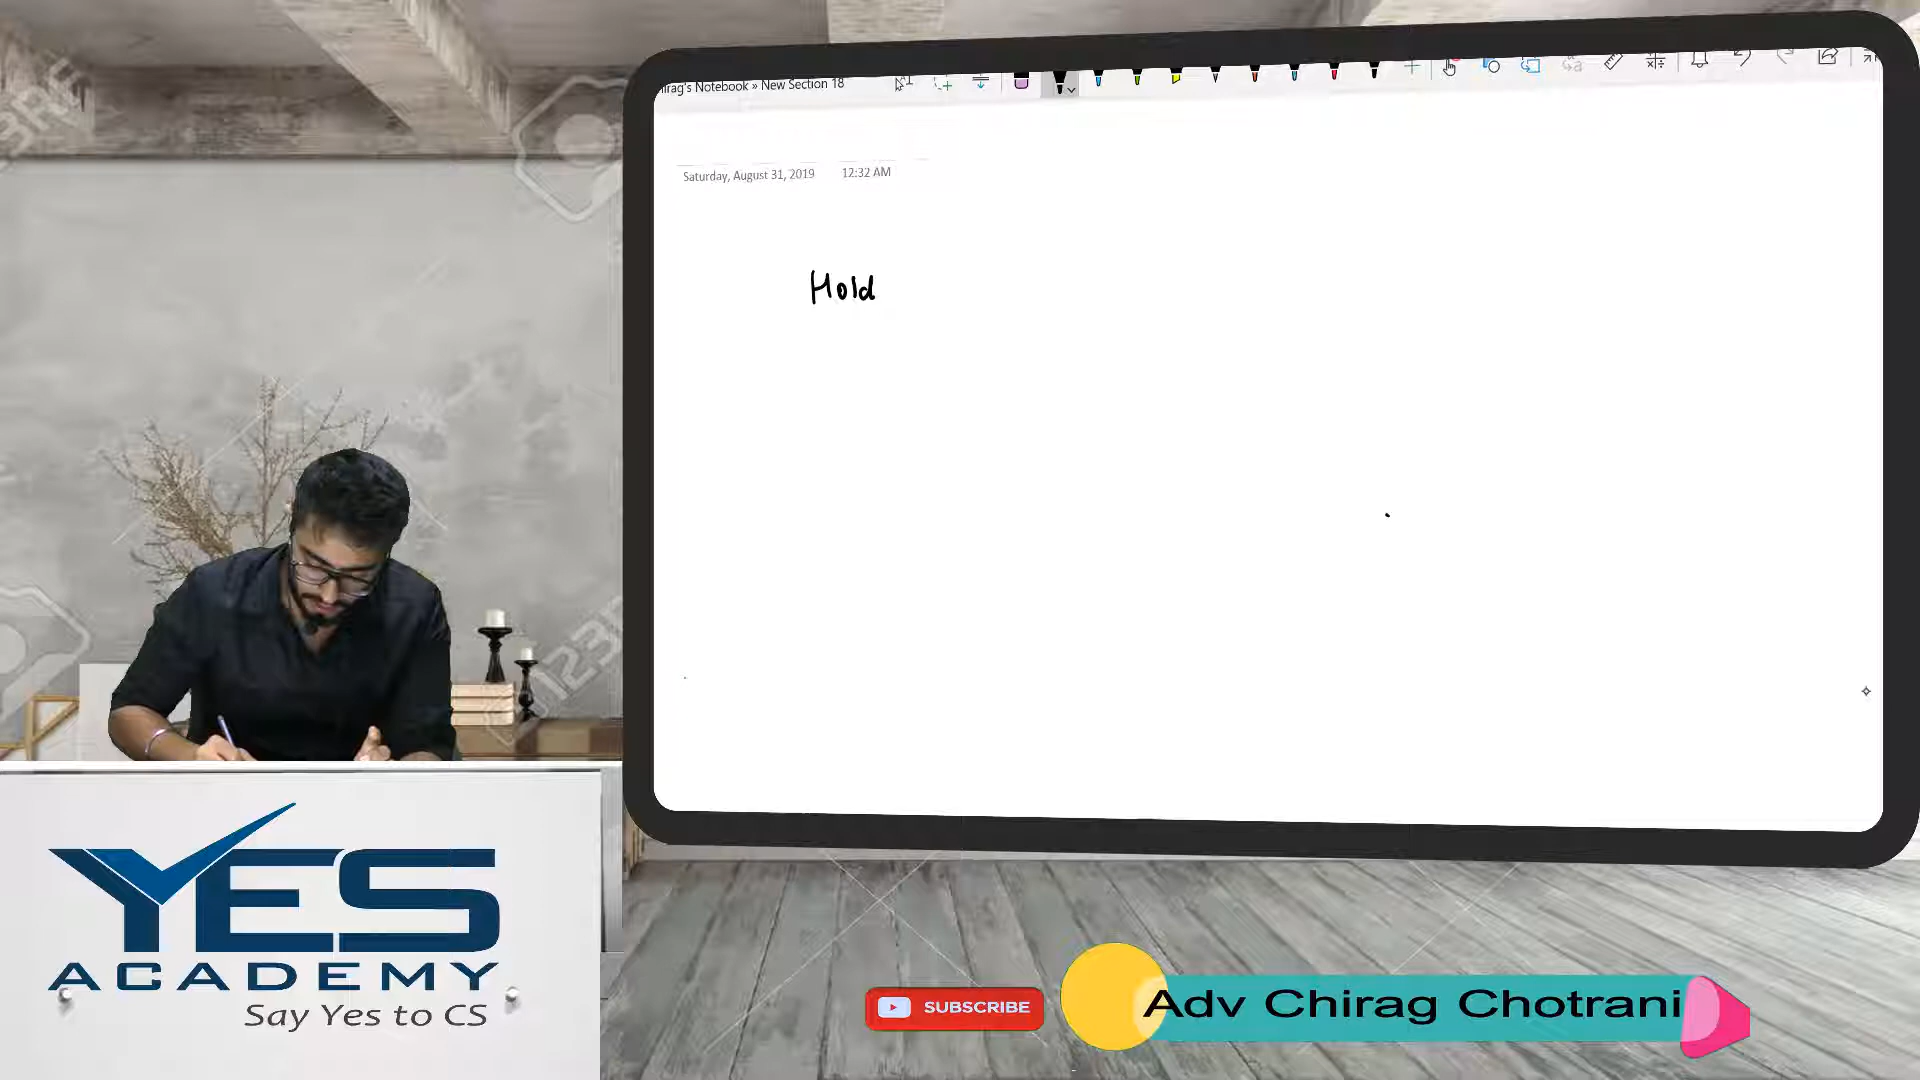 irag's Notebook » New Section 18
Saturday, August 31, 2019 12:32 AM
Hold
YES
ACADEMY
Say Yes to CS
SUBSCRIBE
Adv Chirag Chotrani